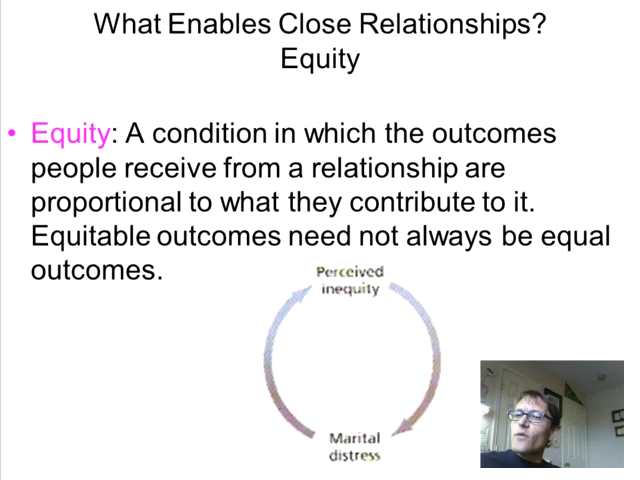 What Enables Close Relationships?
Equity
• Equity: A condition in which the outcomes
people receive from a relationship are
proportional to what they contribute to it.
Equitable outcomes need not always be equal
outcomes.
Perceived
inequity
Marital
distress